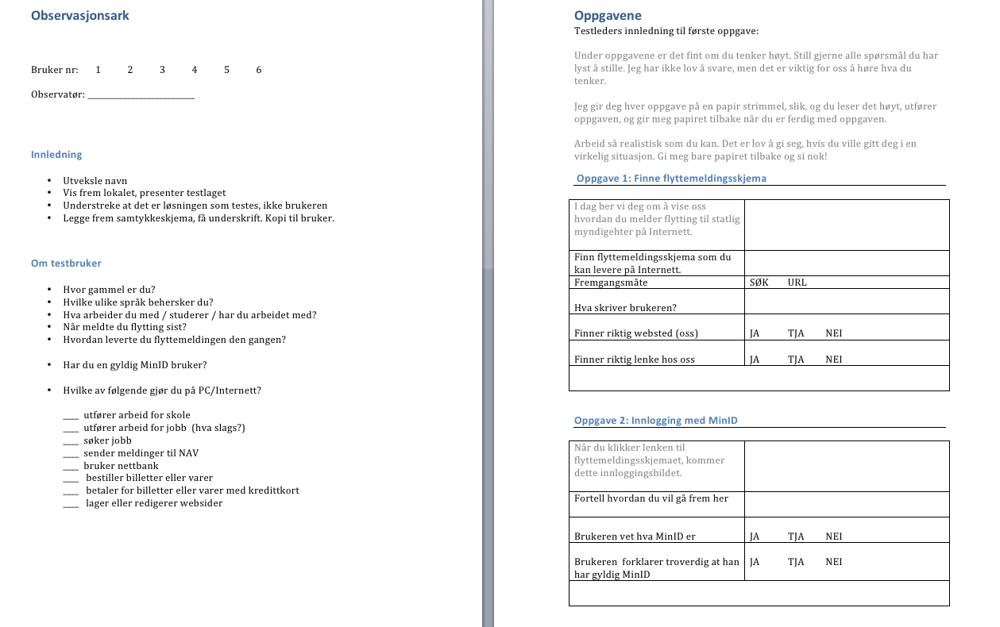 Observasjonsark
Bruker nr: 1 2 3 4 5 6
Observatør: ___________________________
Innledning
• Utveksle navn
• Vis frem lokalet, presenter testlaget
• Understreke at det er løsningen som testes, ikke brukeren
• Legge frem samtykkeskjema, få underskrift. Kopi til bruker.
Om testbruker
• Hvor gammel er du?
• Hvilke ulike språk behersker du?
• Hva arbeider du med / studerer / har du arbeidet med?
• Når meldte du flytting sist?
• Hvordan leverte du flyttemeldingen den gangen?
• Har du en gyldig MinID bruker?
• Hvilke av følgende gjør du på PC/Internett?
____ utfører arbeid for skole
____ utfører arbeid for jobb (hva slags?)
____ søker jobb
____ sender meldinger til NAV
____ bruker nettbank
____ bestiller billetter eller varer
____ betaler for billetter eller varer med kredittkort
____ lager eller redigerer websider
Oppgavene
Testleders innledning til første oppgave:
Under oppgavene er det fint om du tenker høyt. Still gjerne alle spørsmål du har
lyst å stille. Jeg har ikke lov å svare, men det er viktig for oss å høre hva du
tenker.
Jeg gir deg hver oppgave på en papir strimmel, slik, og du leser det høyt, utfører
oppgaven, og gir meg papiret tilbake når du er ferdig med oppgaven.
Arbeid så realistisk som du kan. Det er lov å gi seg, hvis du ville gitt deg i en
virkelig situasjon. Gi meg bare papiret tilbake og si nok!
Oppgave 1: Finne flyttemeldingsskjema
I dag ber vi deg om å vise oss
hvordan du melder flytting til statlig
myndigehter på Internett.
Finn flyttemeldingsskjema som du
kan levere på Internett.
Fremgangsmåte SØK URL
Hva skriver brukeren?
Finner riktig websted (oss) JA TJA NEI
Finner riktig lenke hos oss JA TJA NEI
Oppgave 2: Innlogging med MinID
Når du klikker lenken til
flyttemeldingsskjemaet, kommer
dette innloggingsbildet.
Fortell hvordan du vil gå frem her
Brukeren vet hva MinID er JA TJA NEI
Brukeren forklarer troverdig at han JA TJA NEI
har gyldig MinID